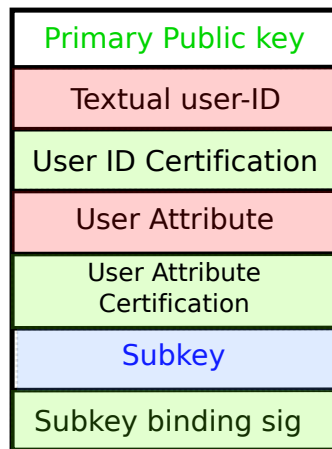 Primary Public key
Textual user-ID
User ID Certification
User Attribute
User Attribute
Certification
Subkey
Subkey binding sig